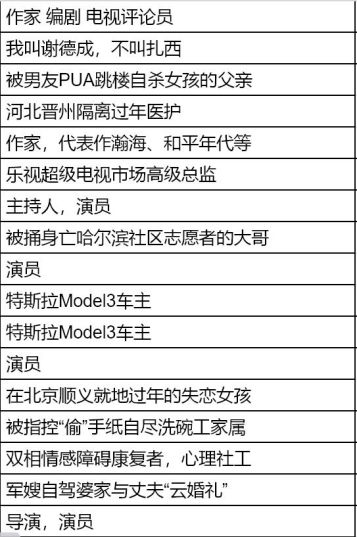 作家 编剧 电视评论员
我叫谢德成，不叫扎西
被男友PUA跳楼自杀女孩的父亲
河北晋州隔离过年医护
作家，代表作瀚海、和平年代等
乐视超级电视市场高级总监
主持人，演员
被捅身亡哈尔滨社区志愿者的大哥
演员
特斯拉Model3车主
特斯拉Model3车主
演员
在北京顺义就地过年的失恋女孩
被指控“偷”手纸自尽洗碗工家属
双相情感障碍康复者，心理社工
军嫂自驾婆家与丈夫“云婚礼”
导演，演员